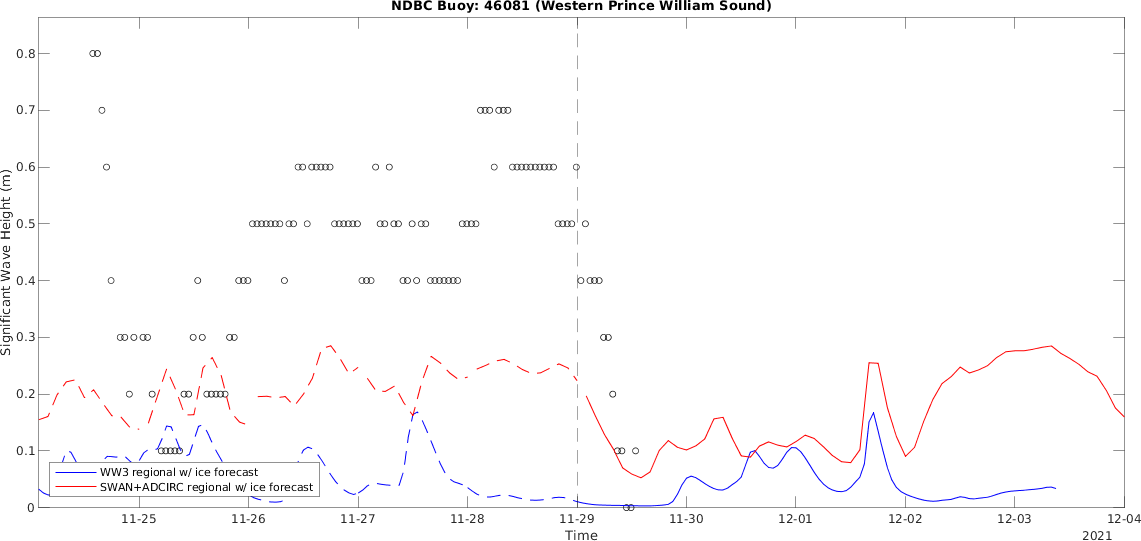 NDBC Buoy: 46081 (Western Prince William Sound)
Significant Wave Height (m)
0.8
0.7
0.6
0.5
0.4
0.3
0.2
0.1
0
WW3 regional w/ ice forecast
SWAN+ADCIRC regional w/ ice forecast
11-25 11-26 11-27 11-28 11-29 11-30 12-01 12-02 12-03 12-04
Time
2021